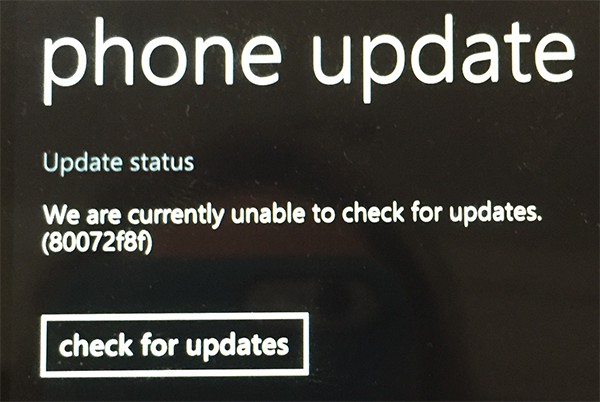 phone update
Update status
We are currently unable to check for updates.
(80072f8f)
check for updates